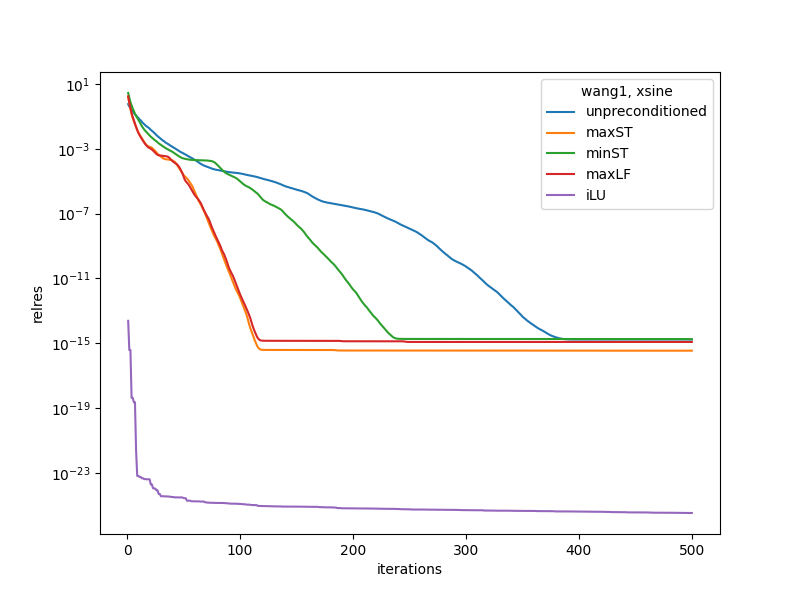 wang1, xsine
unpreconditioned
maxST
minST
maxLF
iLU
relres
10^1
10^−3
10^−7
10^−11
10^−15
10^−19
10^−23
0 100 200 300 400 500
iterations